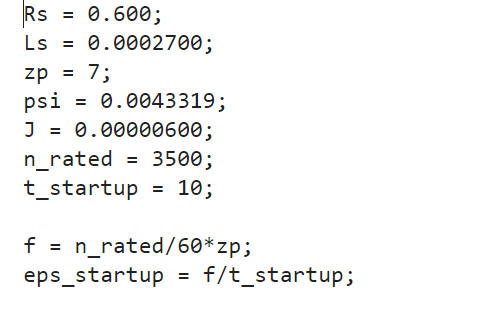 Rs = 0.600;
Ls = 0.0002700;
zp = 7;
psi = 0.0043319;
J = 0.00000600;
n_rated = 3500;
t_startup = 10;
f = n_rated/60*zp;
eps_startup = f/t_startup;